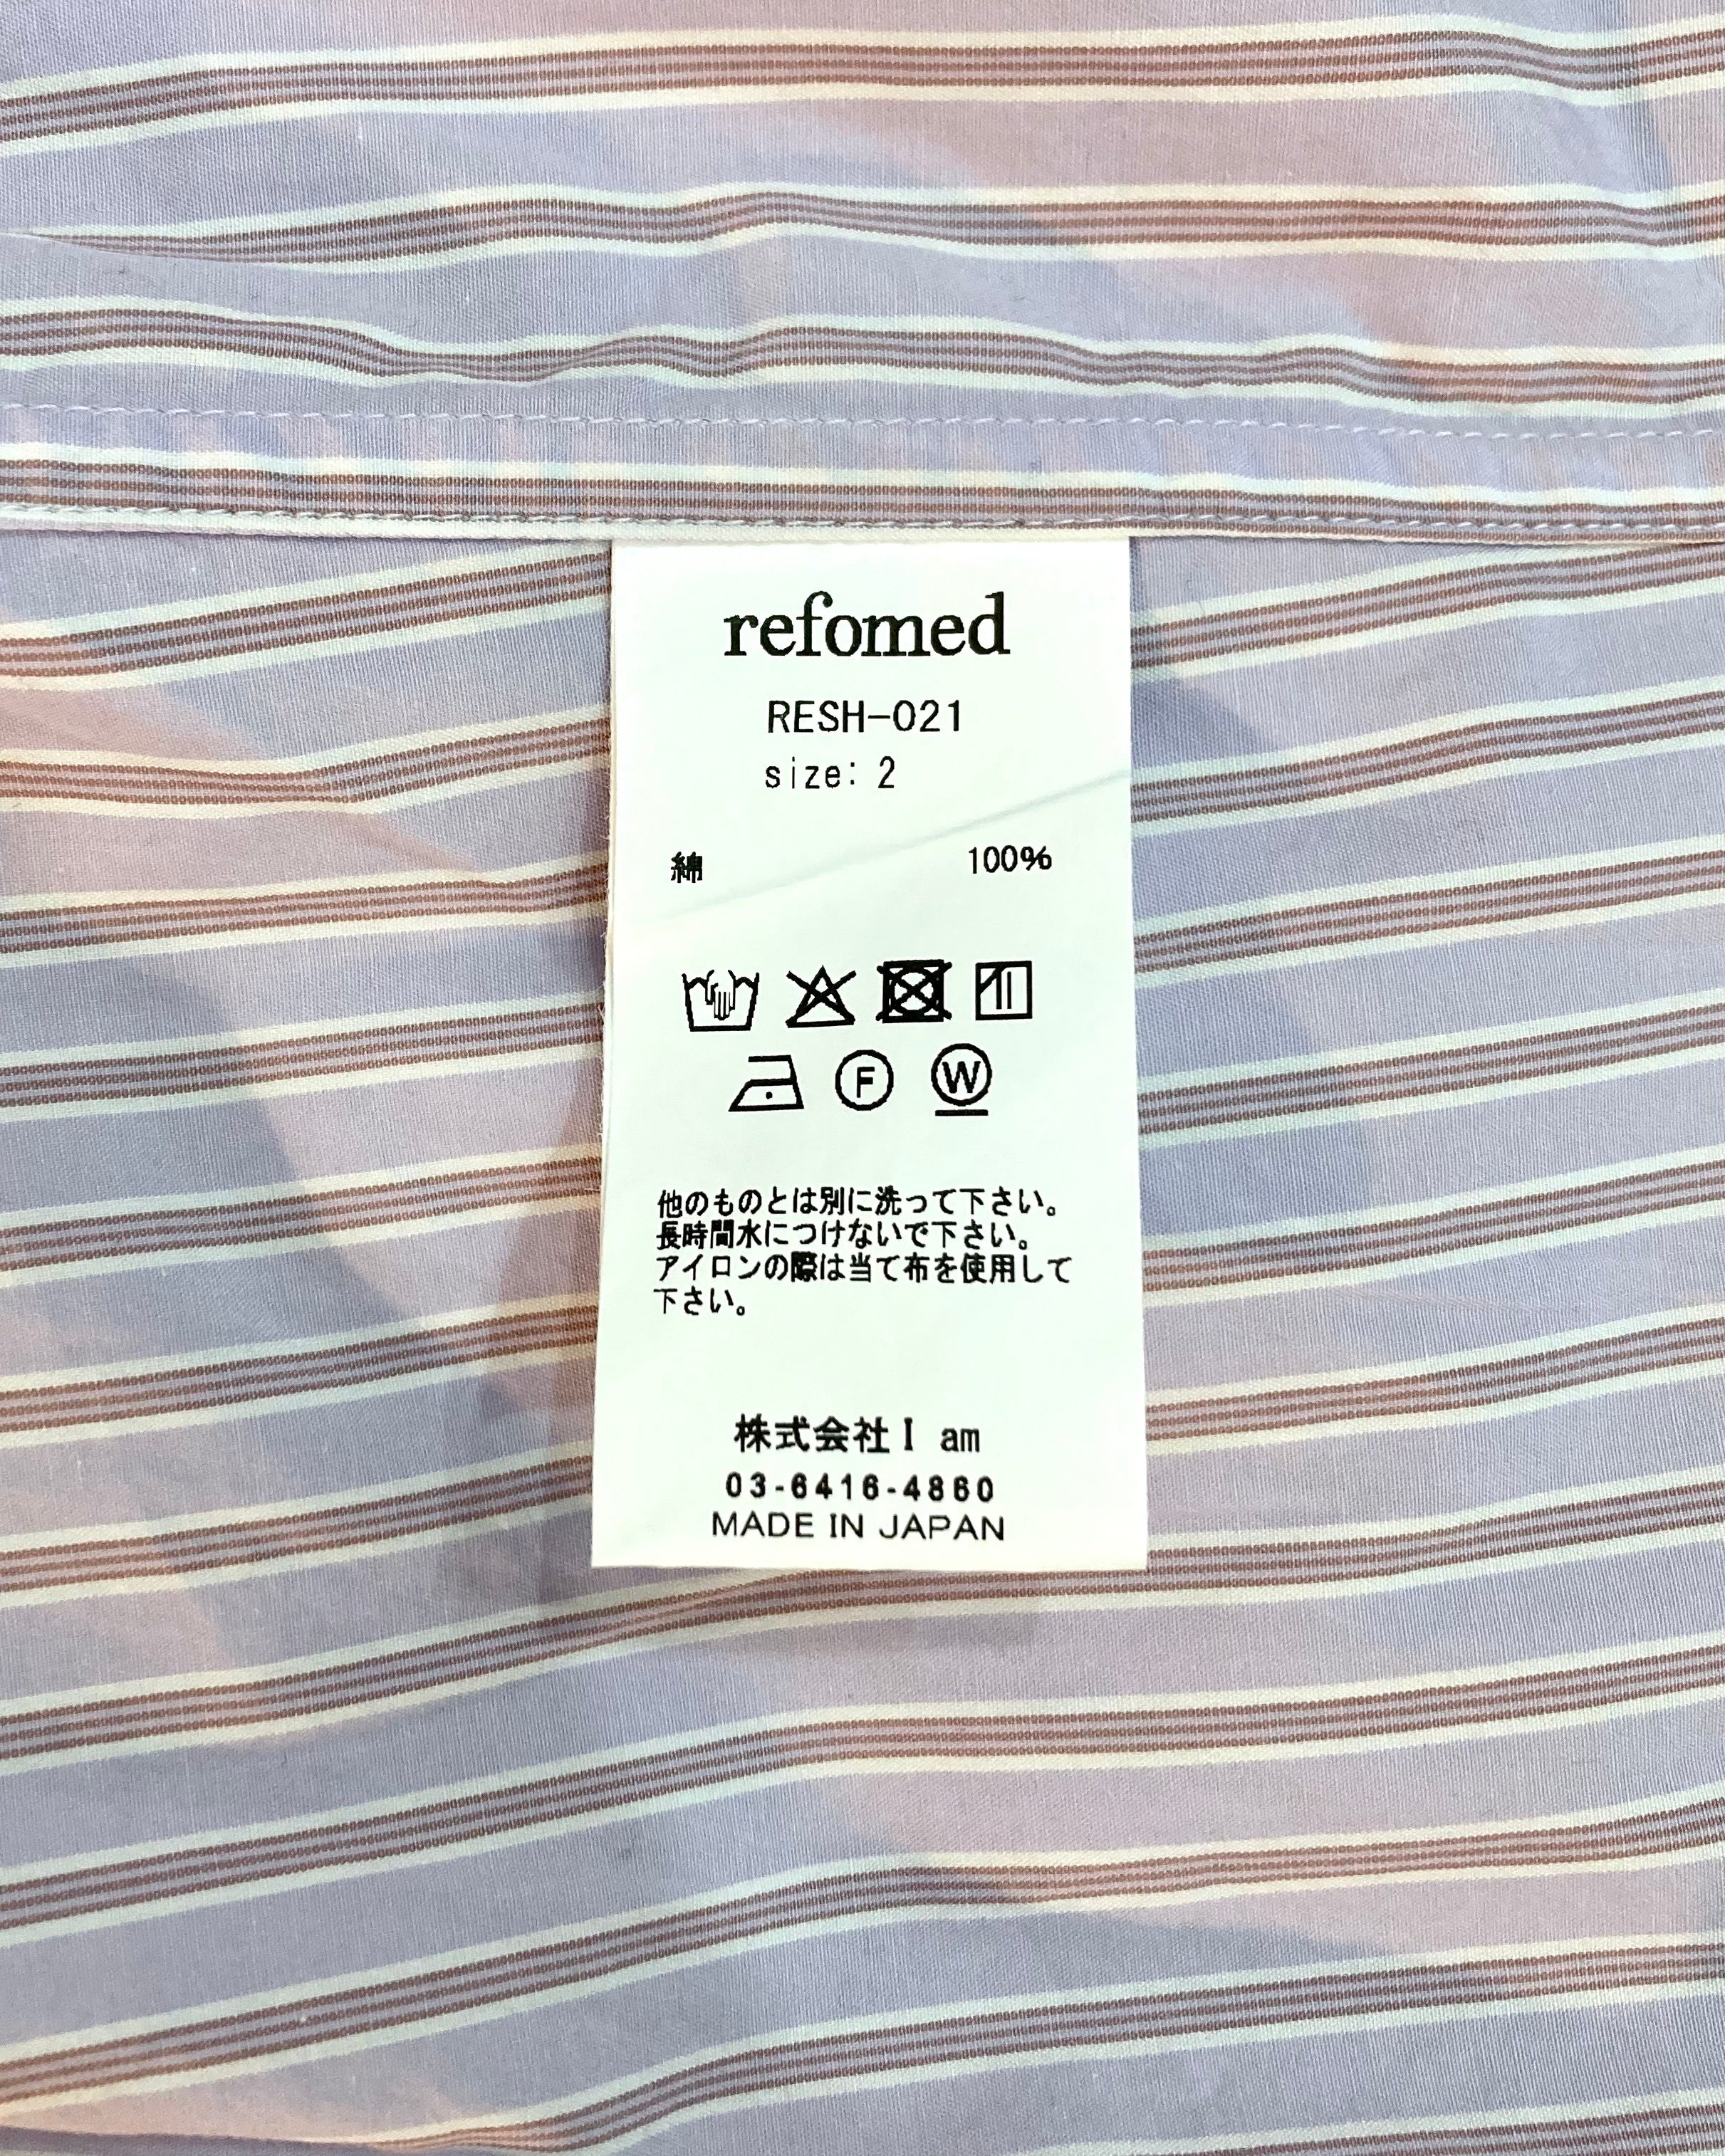 refomed
RESH-021
size: 2
綿 100%
F W
他のものとは別に洗って下さい。
長時間水につけないで下さい。
アイロンの際は当て布を使用して
下さい。
株式会社I am
03-6416-4860
MADE IN JAPAN